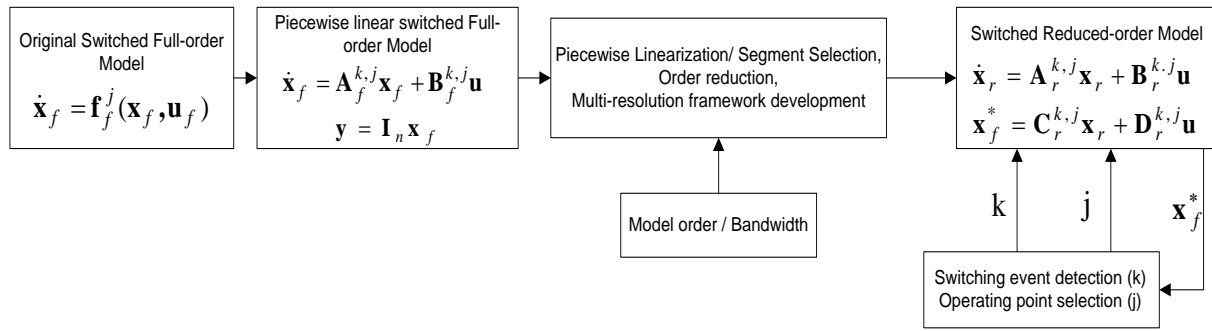 Original Switched Full-order
Model
ẋ_f = f_f^j(x_f, u_f)
Piecewise linear switched Full-
order Model
ẋ_f = A_f^{k,j} x_f + B_f^{k,j} u
y = I_n x_f
Piecewise Linearization/ Segment Selection,
Order reduction,
Multi-resolution framework development
Model order / Bandwidth
Switched Reduced-order Model
ẋ_r = A_r^{k,j} x_r + B_r^{k.j} u
x_f^* = C_r^{k,j} x_r + D_r^{k,j} u
k
j
x_f^*
Switching event detection (k)
Operating point selection (j)